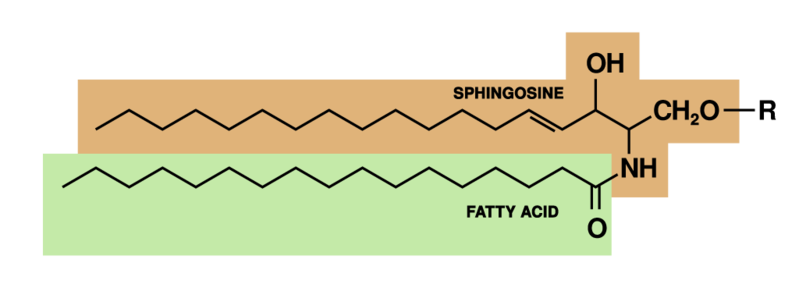 OH
SPHINGOSINE
CH₂O—R
NH
FATTY ACID
O